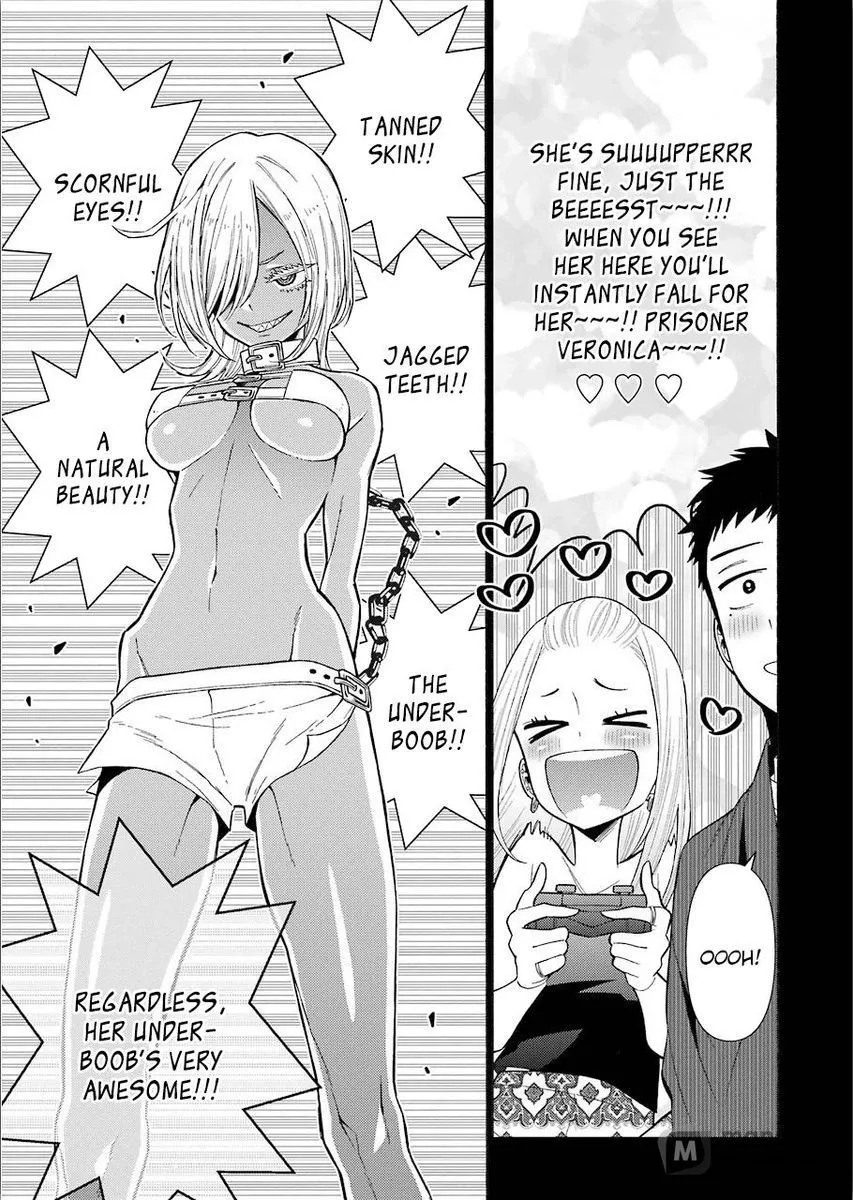 SHE'S SUUUUPPERRR
FINE, JUST THE
BEEEESST~~~!!!
WHEN YOU SEE
HER HERE YOU'LL
INSTANTLY FALL FOR
HER~~~!! PRISONER
VERONICA~~~!!
♡ ♡ ♡
OOOH!
TANNED
SKIN!!
SCORNFUL
EYES!!
JAGGED
TEETH!!
A
NATURAL
BEAUTY!!
THE
UNDER-
BOOB!!
REGARDLESS,
HER UNDER-
BOOB'S VERY
AWESOME!!!
M